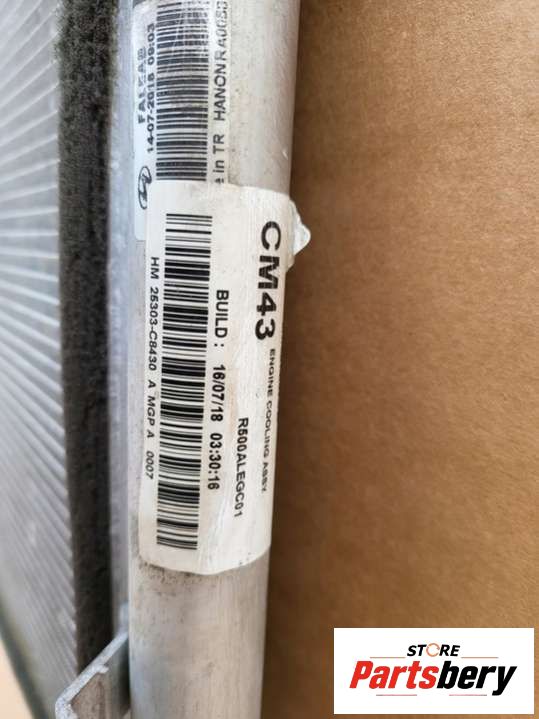 FALEAB
14-07-2018 09:03
in TR HANON
CM43
ENGINE COOLING ASSY.
R500ALEGC01
BUILD : 16/07/18 03:30:16
HM 25303-C8430 A MGP A 0007
STORE
Partsbery